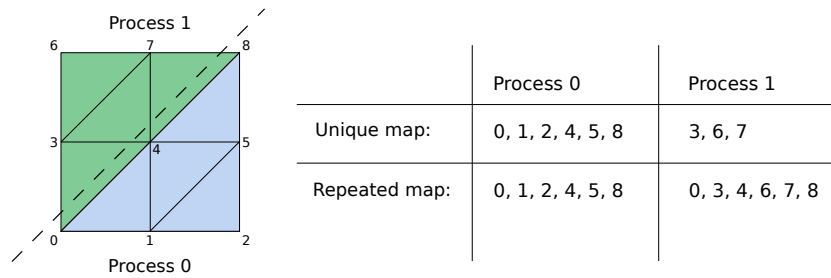 Process 1
6 7 8
3 4 5
0 1 2
Process 0
Process 0 Process 1
Unique map: 0, 1, 2, 4, 5, 8 3, 6, 7
Repeated map: 0, 1, 2, 4, 5, 8 0, 3, 4, 6, 7, 8